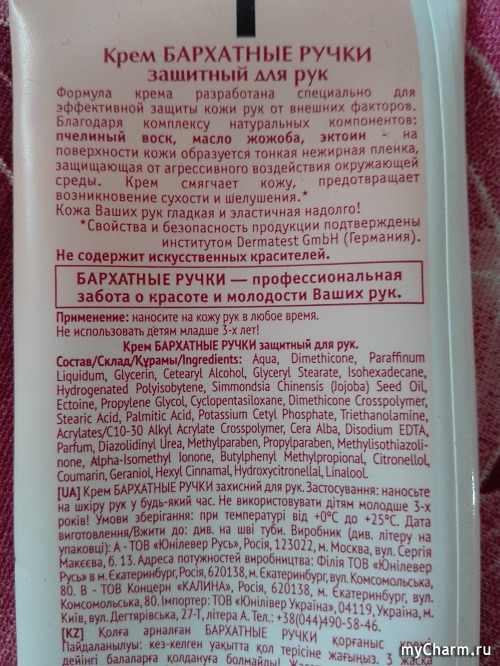 Крем БАРХАТНЫЕ РУЧКИ
защитный для рук
Формула крема разработана специально для
эффективной защиты кожи рук от внешних факторов.
Благодаря комплексу натуральных компонентов:
пчелиный воск, масло жожоба, эктоин - на
поверхности кожи образуется тонкая нежирная пленка,
защищающая от агрессивного воздействия окружающей
среды. Крем смягчает кожу, предотвращает
возникновение сухости и шелушения.*
Кожа Ваших рук гладкая и эластичная надолго!
*Свойства и безопасность продукции подтверждены
институтом Dermatest GmbH (Германия).
Не содержит искусственных красителей.
БАРХАТНЫЕ РУЧКИ — профессиональная
забота о красоте и молодости Ваших рук.
Применение: наносите на кожу рук в любое время.
Не использовать детям младше 3-х лет!
Крем БАРХАТНЫЕ РУЧКИ защитный для рук.
Состав/Склад/Құрамы/Ingredients: Aqua, Dimethicone, Paraffinum
Liquidum, Glycerin, Cetearyl Alcohol, Glyceryl Stearate, Isohexadecane,
Hydrogenated Polyisobutene, Simmondsia Chinensis (Jojoba) Seed Oil,
Ectoine, Propylene Glycol, Cyclopentasiloxane, Dimethicone Crosspolymer,
Stearic Acid, Palmitic Acid, Potassium Cetyl Phosphate, Triethanolamine,
Acrylates/C10-30 Alkyl Acrylate Crosspolymer, Cera Alba, Disodium EDTA,
Parfum, Diazolidinyl Urea, Methylparaben, Propylparaben, Methylisothiazoli-
none, Alpha-Isomethyl Ionone, Butylphenyl Methylpropional, Citronellol,
Coumarin, Geraniol, Hexyl Cinnamal, Hydroxycitronellal, Linalool.
[UA] Крем БАРХАТНЫЕ РУЧКИ захисний для рук. Застосування: наносьте
на шкіру рук у будь-який час. Не використовувати дітям молодше 3-х
років! Умови зберігання: при температурі від +0°C до +25°C. Дата
виготовлення/Вжити до: див. на шві туби. Виробник (див. літеру на
упаковці): А - ТОВ "Юнілевер Русь", Росія, 123022, м. Москва, вул. Сергія
Макеєва, б. 13. Адреса потужностей виробництва: Філія ТОВ "Юнілевер
Русь» в м. Єкатеринбург, Росія, 620138, м. Єкатеринбург, вул. Комсомольська,
80. В - ТОВ Концерн «КАЛИНА», Росія, 620138, м. Єкатеринбург, вул.
Комсомольська, 80. Імпортер: ТОВ "Юнілівер Україна", 04119, Україна, м.
Київ, вул. Дегтярівська, 27-Т, літера А. Тел.: +38(044)490-58-46.
[KZ] Қолға арналған БАРХАТНЫЕ РУЧКИ қорғаныс кремі.
Пайдаланылуы: кез-келген уақытта қол терісіне жағыңыз. 3 жасқа
дейінгі балаларға қолдануға болмайды!
myCharm.ru